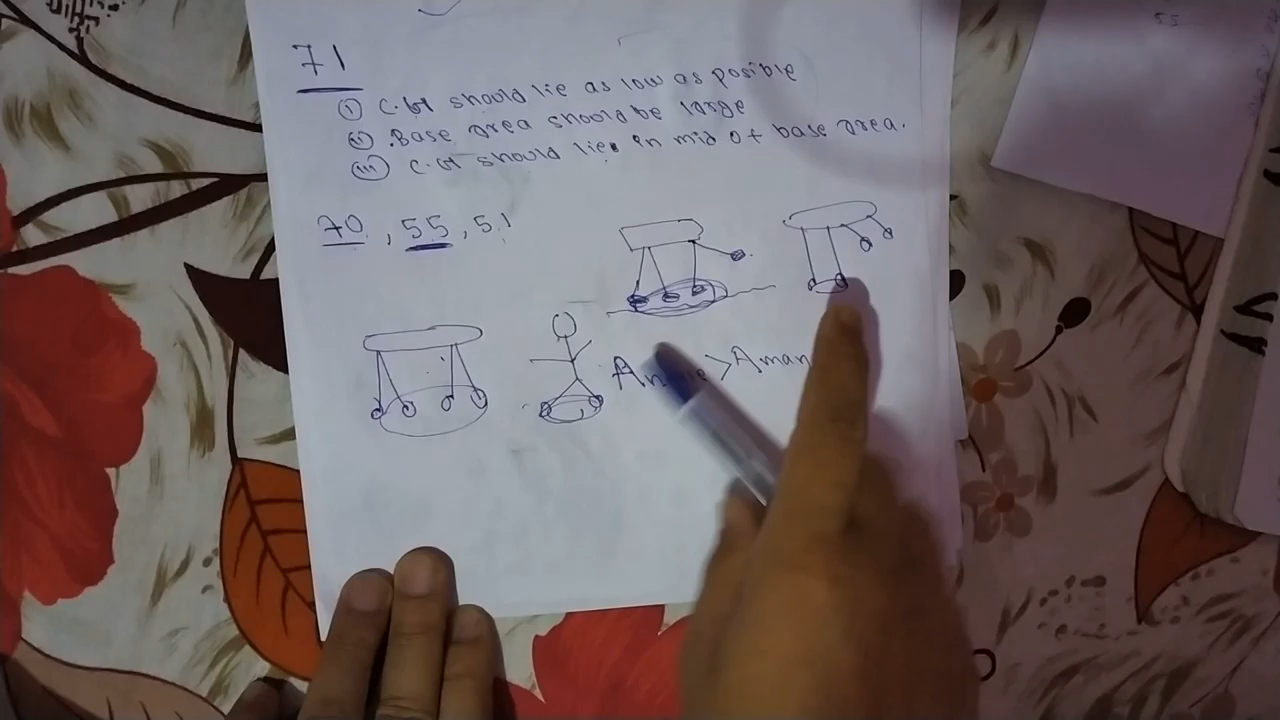 71
(i) C.G should lie as low as posible
(ii) .Base area should be large
(iii) C.G should lie in mid of base area.
70, 55, 51
>Aman
55